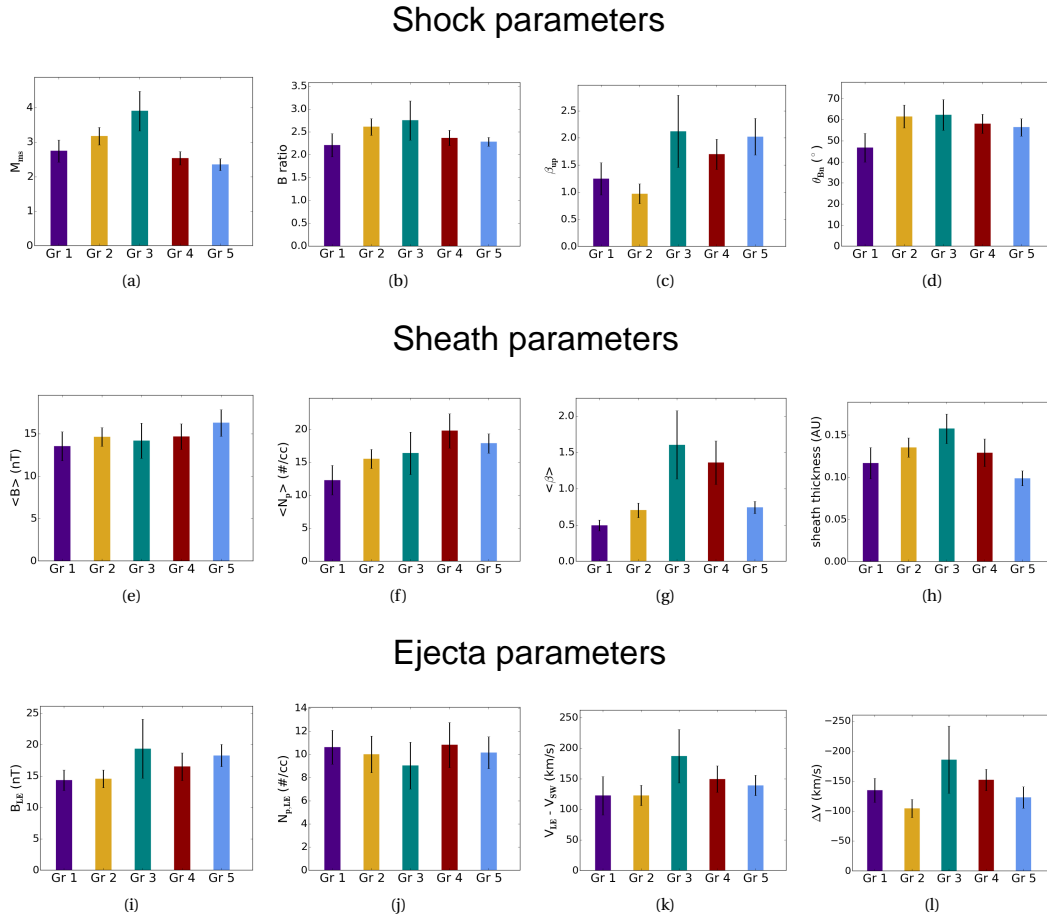 Shock parameters
4
3
2
1
0
M_ms
Gr 1 Gr 2 Gr 3 Gr 4 Gr 5
(a)
3.5
3.0
2.5
2.0
1.5
1.0
0.5
0.0
B ratio
Gr 1 Gr 2 Gr 3 Gr 4 Gr 5
(b)
2.5
2.0
1.5
1.0
0.5
0.0
β_up
Gr 1 Gr 2 Gr 3 Gr 4 Gr 5
(c)
70
60
50
40
30
20
10
0
θ_Bn (°)
Gr 1 Gr 2 Gr 3 Gr 4 Gr 5
(d)
Sheath parameters
15
10
5
0
<B> (nT)
Gr 1 Gr 2 Gr 3 Gr 4 Gr 5
(e)
20
15
10
5
0
<N_p> (#/cc)
Gr 1 Gr 2 Gr 3 Gr 4 Gr 5
(f)
2.0
1.5
1.0
0.5
0.0
<β>
Gr 1 Gr 2 Gr 3 Gr 4 Gr 5
(g)
0.15
0.10
0.05
0.00
sheath thickness (AU)
Gr 1 Gr 2 Gr 3 Gr 4 Gr 5
(h)
Ejecta parameters
25
20
15
10
5
0
B_LE (nT)
Gr 1 Gr 2 Gr 3 Gr 4 Gr 5
(i)
14
12
10
8
6
4
2
0
N_p,LE (#/cc)
Gr 1 Gr 2 Gr 3 Gr 4 Gr 5
(j)
250
200
150
100
50
0
V_LE - V_SW (km/s)
Gr 1 Gr 2 Gr 3 Gr 4 Gr 5
(k)
−250
−200
−150
−100
−50
0
ΔV (km/s)
Gr 1 Gr 2 Gr 3 Gr 4 Gr 5
(l)